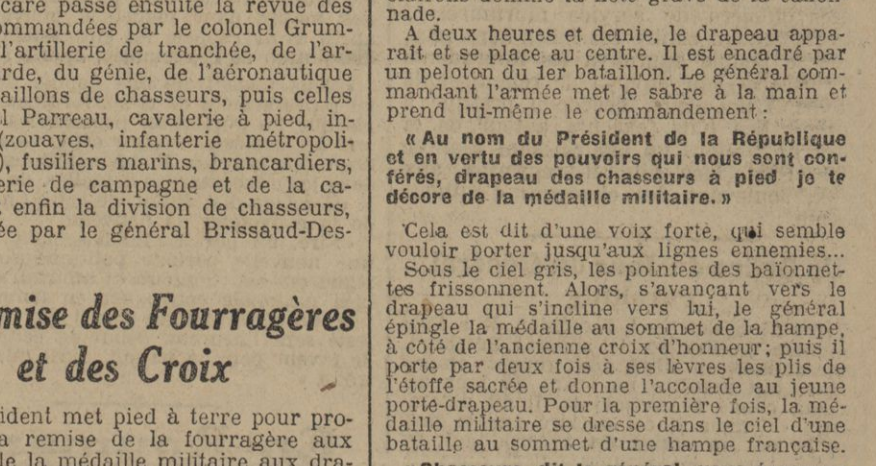 caré passe ensuite la revue des
ommandées par le colonel Grum-
l'artillerie de tranchée, de l'ar-
rde, du génie, de l'aéronautique
aillons de chasseurs, puis celles
l Parreau, cavalerie à pied, in-
(zouaves, infanterie métropoli-
), fusiliers marins, brancardiers,
erie de campagne et de la ca-
enfin la division de chasseurs,
ée par le général Brissaud-Des-
mise des Fourragères
et des Croix
ident met pied à terre pour pro-
a remise de la fourragère aux
de la médaille militaire aux dra-
nade.
A deux heures et demie, le drapeau appa-
raît et se place au centre. Il est encadré par
un peloton du 1er bataillon. Le général com-
mandant l'armée met le sabre à la main et
prend lui-même le commandement :
« Au nom du Président de la République
et en vertu des pouvoirs qui nous sont con-
férés, drapeau des chasseurs à pied je te
décore de la médaille militaire. »
Cela est dit d'une voix forte, qui semble
vouloir porter jusqu'aux lignes ennemies...
Sous le ciel gris, les pointes des baïonnet-
tes frissonnent. Alors, s'avançant vers le
drapeau qui s'incline vers lui, le général
épingle la médaille au sommet de la hampe,
à côté de l'ancienne croix d'honneur; puis il
porte par deux fois à ses lèvres les plis de
l'étoffe sacrée et donne l'accolade au jeune
porte-drapeau. Pour la première fois, la mé-
daille militaire se dresse dans le ciel d'une
bataille au sommet d'une hampe française.